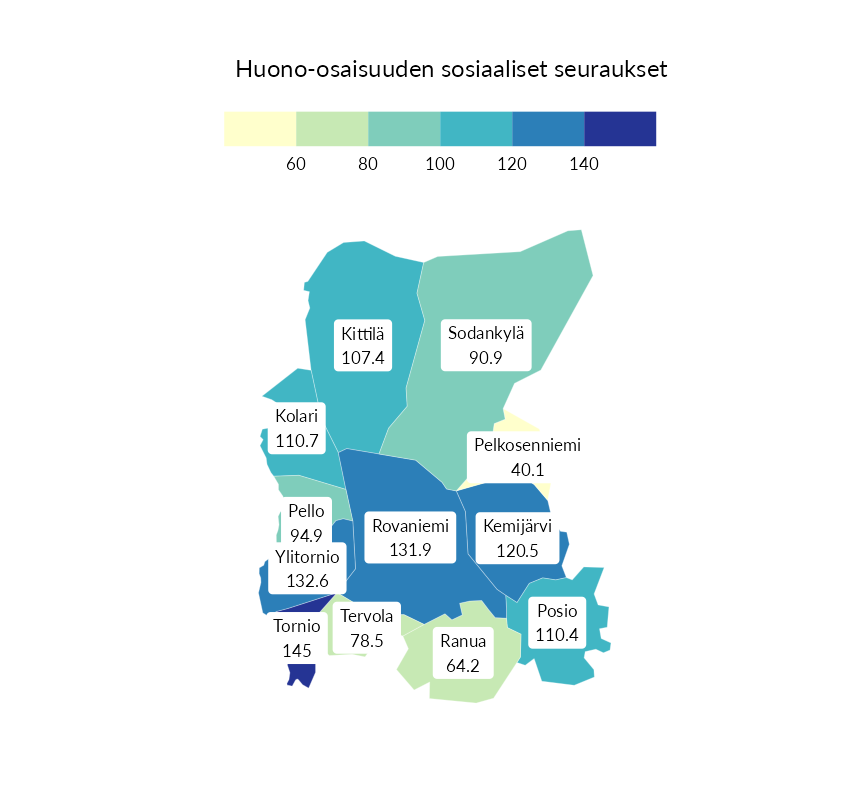 Huono-osaisuuden sosiaaliset seuraukset
60 80 100 120 140
Kittilä
107.4
Sodankylä
90.9
Kolari
110.7
Pelkosenniemi
40.1
Pello
94.9
Rovaniemi
131.9
Kemijärvi
120.5
Ylitornio
132.6
Posio
110.4
Tervola
78.5
Tornio
145
Ranua
64.2